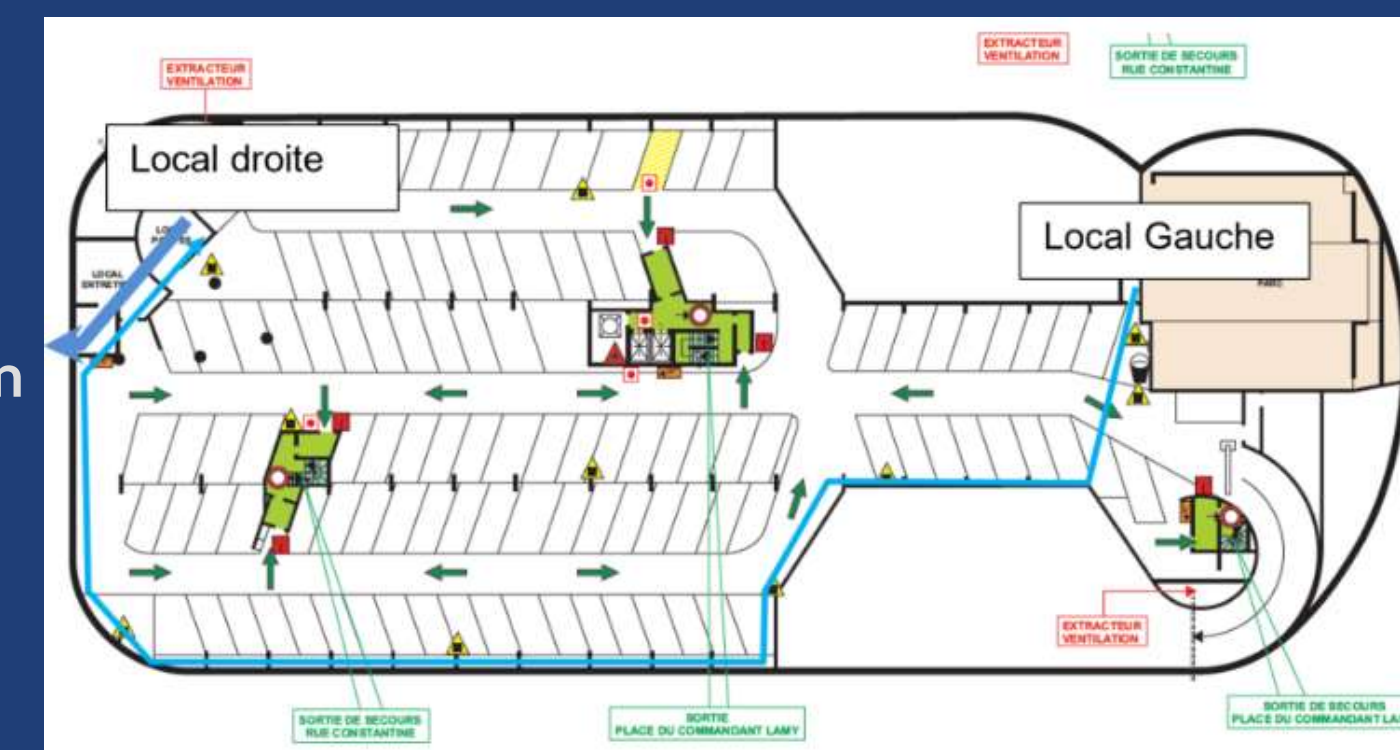 EXTRACTEUR
VENTILATION
EXTRACTEUR
VENTILATION
SORTIE DE SECOURS
RUE CONSTANTINE
Local droite
Local Gauche
LOCAL
PARC
n
EXTRACTEUR
VENTILATION
SORTIE DE SECOURS
RUE CONSTANTINE
SORTIE
PLACE DU COMMANDANT LAMY
SORTIE DE SECOURS
PLACE DU COMMANDANT LA